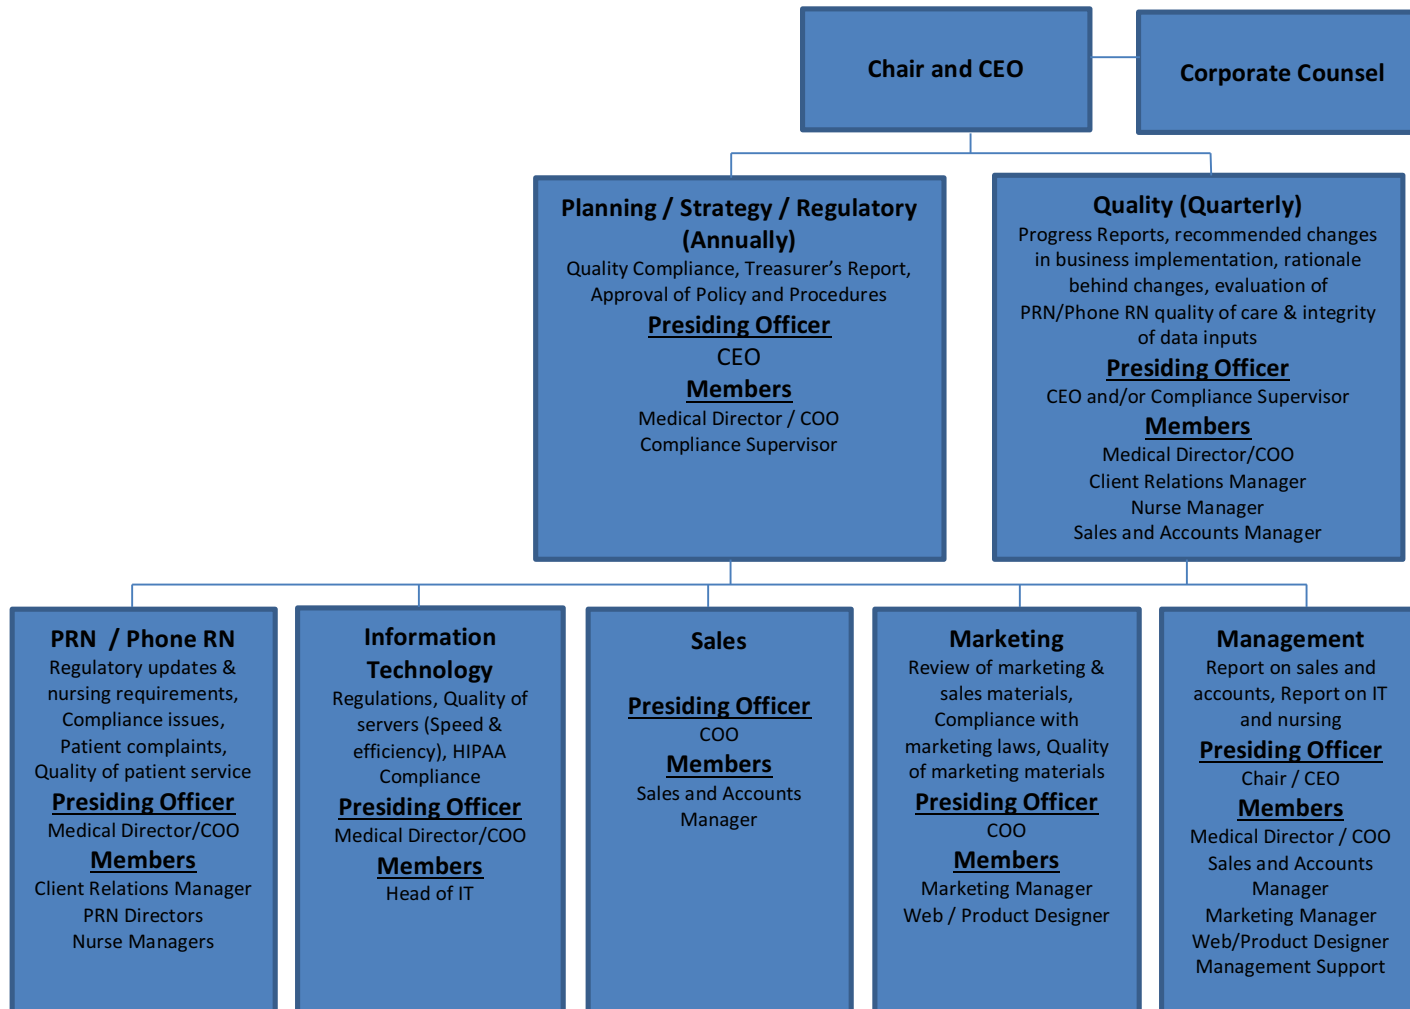 Chair and CEO
Corporate Counsel
Planning / Strategy / Regulatory
(Annually)
Quality Compliance, Treasurer’s Report,
Approval of Policy and Procedures
Presiding Officer
CEO
Members
Medical Director / COO
Compliance Supervisor
Quality (Quarterly)
Progress Reports, recommended changes
in business implementation, rationale
behind changes, evaluation of
PRN/Phone RN quality of care & integrity
of data inputs
Presiding Officer
CEO and/or Compliance Supervisor
Members
Medical Director/COO
Client Relations Manager
Nurse Manager
Sales and Accounts Manager
PRN / Phone RN
Regulatory updates &
nursing requirements,
Compliance issues,
Patient complaints,
Quality of patient service
Presiding Officer
Medical Director/COO
Members
Client Relations Manager
PRN Directors
Nurse Managers
Information
Technology
Regulations, Quality of
servers (Speed &
efficiency), HIPAA
Compliance
Presiding Officer
Medical Director/COO
Members
Head of IT
Sales
Presiding Officer
COO
Members
Sales and Accounts
Manager
Marketing
Review of marketing &
sales materials,
Compliance with
marketing laws, Quality
of marketing materials
Presiding Officer
COO
Members
Marketing Manager
Web / Product Designer
Management
Report on sales and
accounts, Report on IT
and nursing
Presiding Officer
Chair / CEO
Members
Medical Director / COO
Sales and Accounts
Manager
Marketing Manager
Web/Product Designer
Management Support